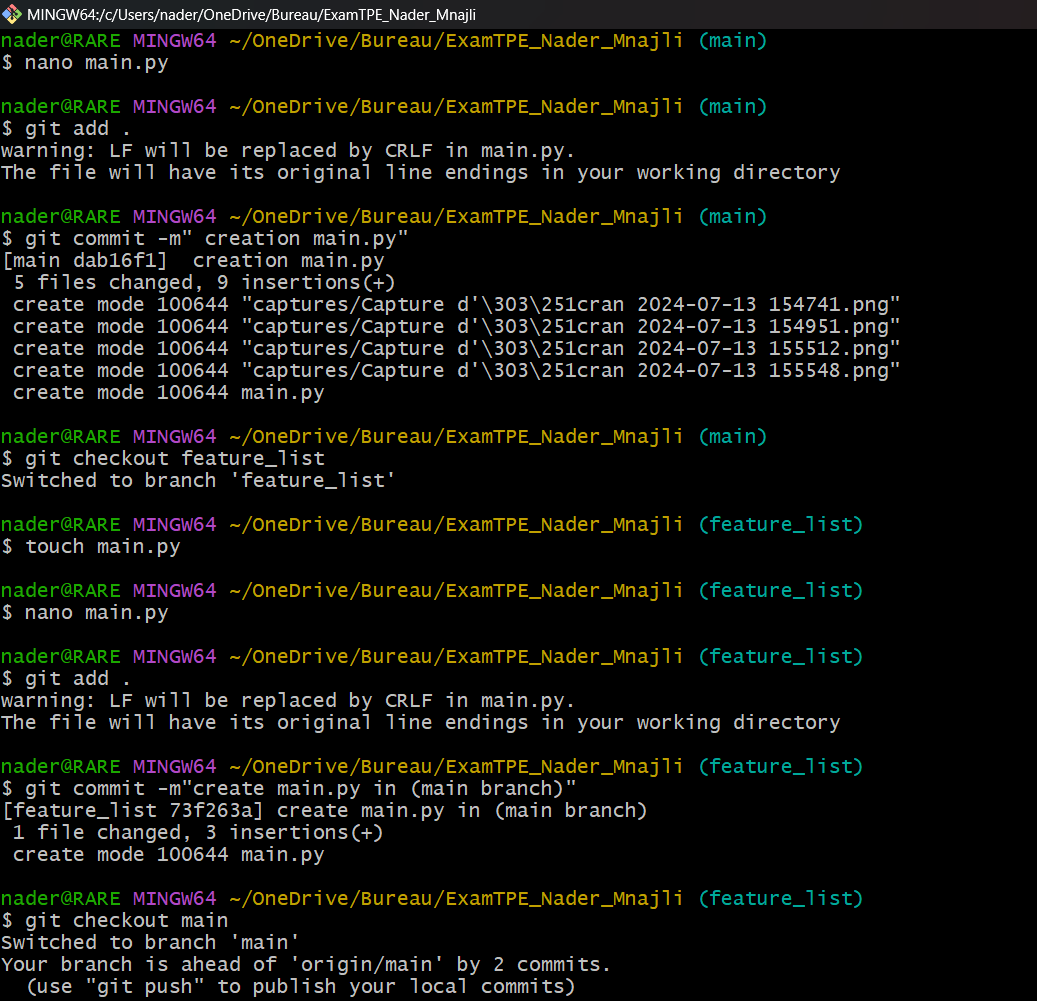 MINGW64:/c/Users/nader/OneDrive/Bureau/ExamTPE_Nader_Mnajli
nader@RARE MINGW64 ~/OneDrive/Bureau/ExamTPE_Nader_Mnajli (main)
$ nano main.py

nader@RARE MINGW64 ~/OneDrive/Bureau/ExamTPE_Nader_Mnajli (main)
$ git add .
warning: LF will be replaced by CRLF in main.py.
The file will have its original line endings in your working directory

nader@RARE MINGW64 ~/OneDrive/Bureau/ExamTPE_Nader_Mnajli (main)
$ git commit -m" creation main.py"
[main dab16f1]  creation main.py
 5 files changed, 9 insertions(+)
 create mode 100644 "captures/Capture d'\303\251cran 2024-07-13 154741.png"
 create mode 100644 "captures/Capture d'\303\251cran 2024-07-13 154951.png"
 create mode 100644 "captures/Capture d'\303\251cran 2024-07-13 155512.png"
 create mode 100644 "captures/Capture d'\303\251cran 2024-07-13 155548.png"
 create mode 100644 main.py

nader@RARE MINGW64 ~/OneDrive/Bureau/ExamTPE_Nader_Mnajli (main)
$ git checkout feature_list
Switched to branch 'feature_list'

nader@RARE MINGW64 ~/OneDrive/Bureau/ExamTPE_Nader_Mnajli (feature_list)
$ touch main.py

nader@RARE MINGW64 ~/OneDrive/Bureau/ExamTPE_Nader_Mnajli (feature_list)
$ nano main.py

nader@RARE MINGW64 ~/OneDrive/Bureau/ExamTPE_Nader_Mnajli (feature_list)
$ git add .
warning: LF will be replaced by CRLF in main.py.
The file will have its original line endings in your working directory

nader@RARE MINGW64 ~/OneDrive/Bureau/ExamTPE_Nader_Mnajli (feature_list)
$ git commit -m"create main.py in (main branch)"
[feature_list 73f263a] create main.py in (main branch)
 1 file changed, 3 insertions(+)
 create mode 100644 main.py

nader@RARE MINGW64 ~/OneDrive/Bureau/ExamTPE_Nader_Mnajli (feature_list)
$ git checkout main
Switched to branch 'main'
Your branch is ahead of 'origin/main' by 2 commits.
  (use "git push" to publish your local commits)